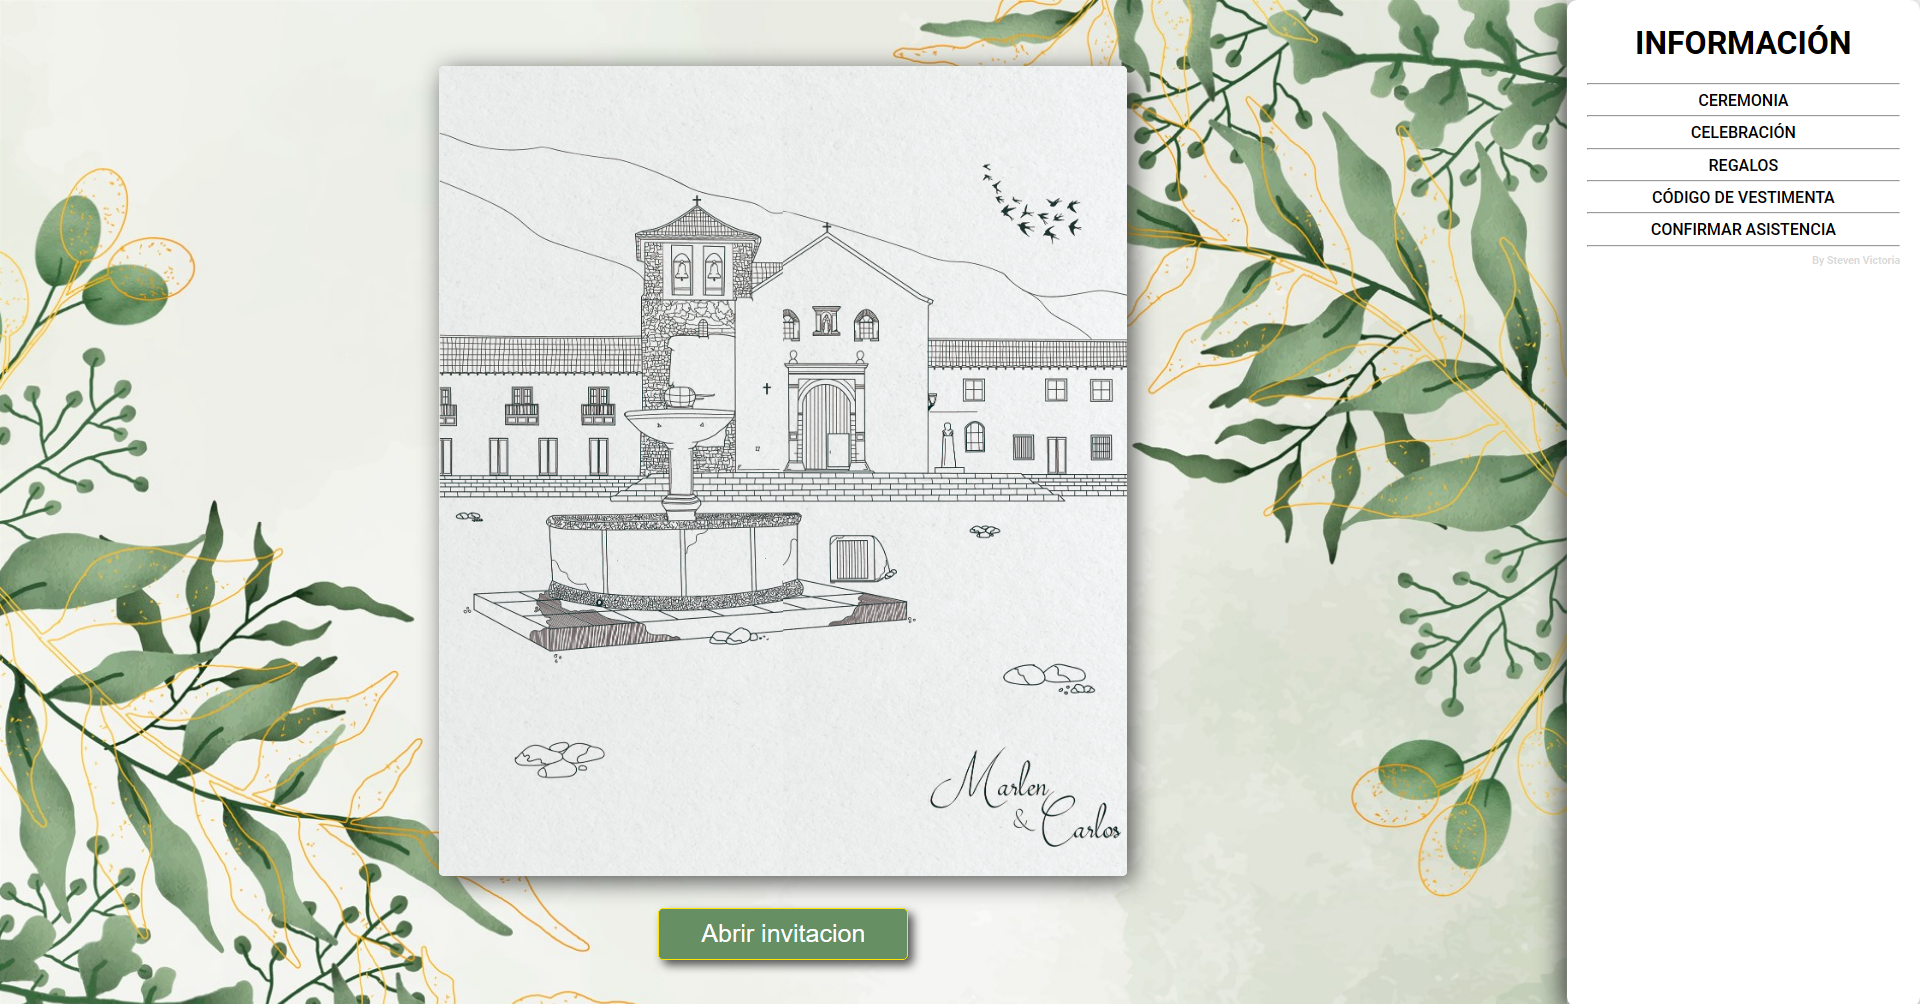 Marlen
& Carlos
Abrir invitacion
INFORMACIÓN
CEREMONIA
CELEBRACIÓN
REGALOS
CÓDIGO DE VESTIMENTA
CONFIRMAR ASISTENCIA
By Steven Victoria